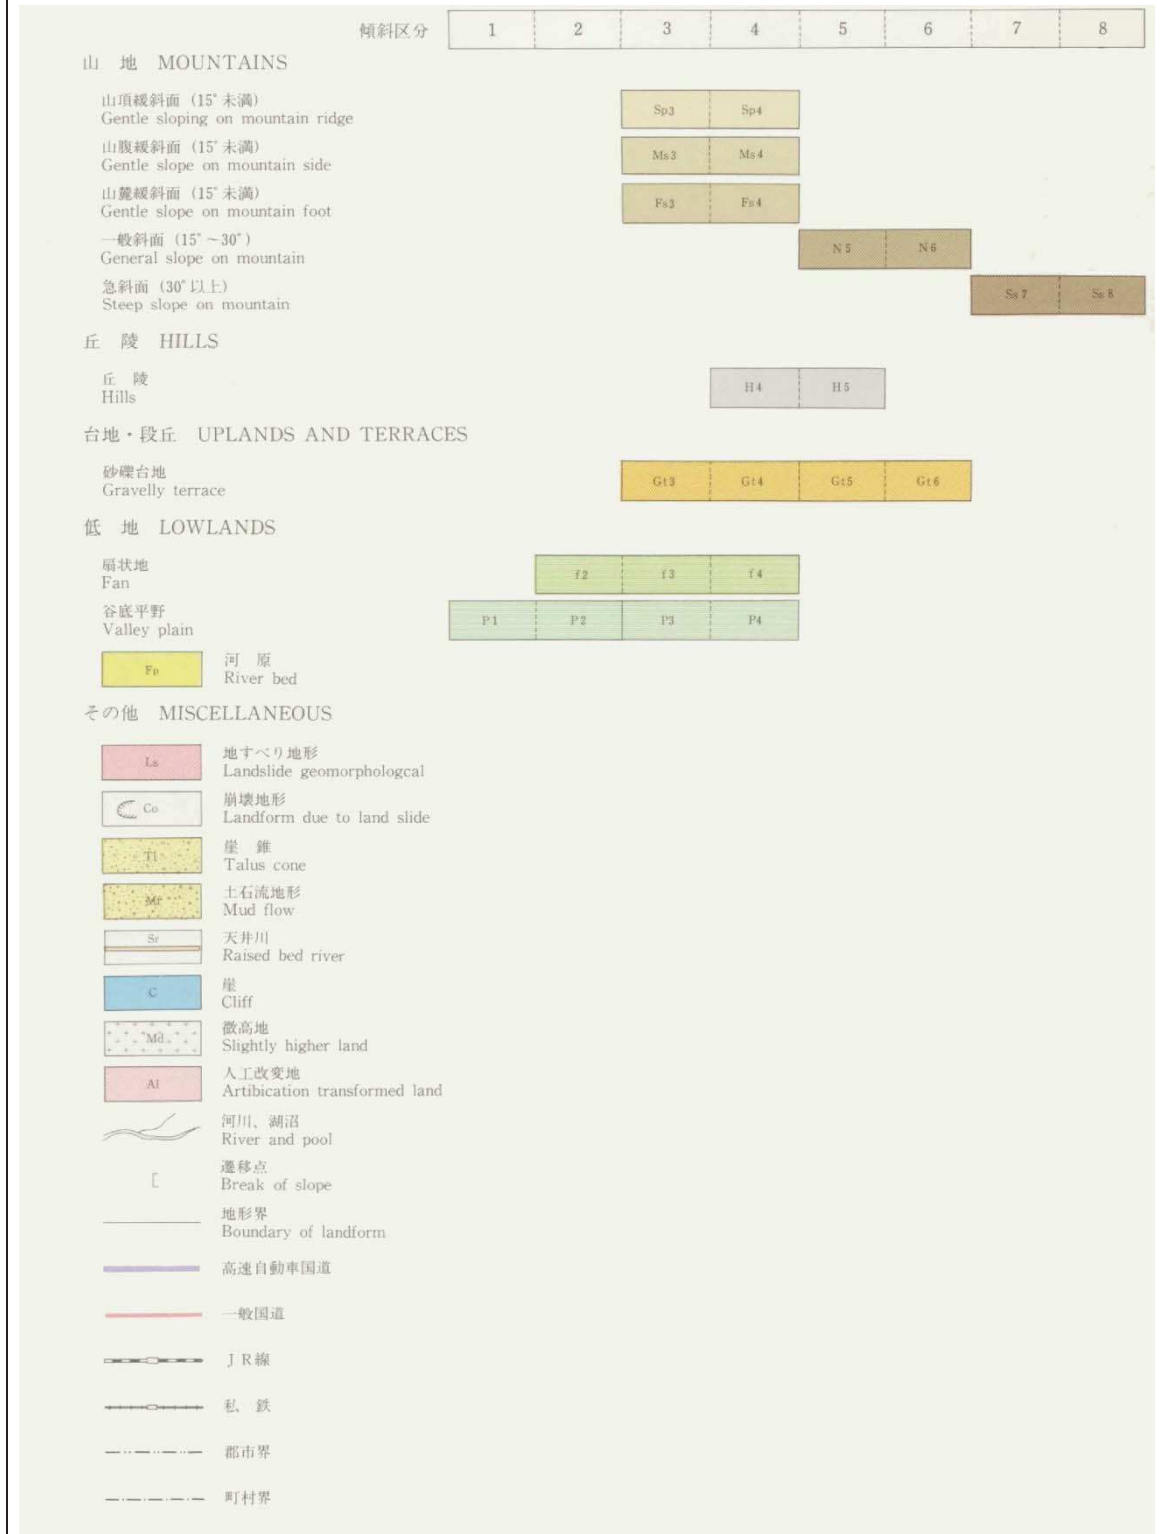 傾斜区分 1 2 3 4 5 6 7 8
山 地 MOUNTAINS
山頂緩斜面 (15°未満)
Gentle sloping on mountain ridge
Sp3 Sp4
山腹緩斜面 (15°未満)
Gentle slope on mountain side
Ms3 Ms4
山麓緩斜面 (15°未満)
Gentle slope on mountain foot
Fs3 Fs4
一般斜面 (15°~30°)
General slope on mountain
N5 N6
急斜面 (30°以上)
Steep slope on mountain
Ss7 Ss8
丘 陵 HILLS
丘 陵
Hills
H4 H5
台地・段丘 UPLANDS AND TERRACES
砂礫台地
Gravelly terrace
Gt3 Gt4 Gt5 Gt6
低 地 LOWLANDS
扇状地
Fan
f2 f3 f4
谷底平野
Valley plain
P1 P2 P3 P4
Fp 河 原
River bed
その他 MISCELLANEOUS
Ls 地すべり地形
Landslide geomorphologcal
Co 崩壊地形
Landform due to land slide
Tl 崖 錐
Talus cone
Mf 土石流地形
Mud flow
Sr 天井川
Raised bed river
C 崖
Cliff
Md 微高地
Slightly higher land
Al 人工改変地
Artibication transformed land
河川、湖沼
River and pool
遷移点
Break of slope
地形界
Boundary of landform
高速自動車国道
一般国道
JR線
私 鉄
郡市界
町村界